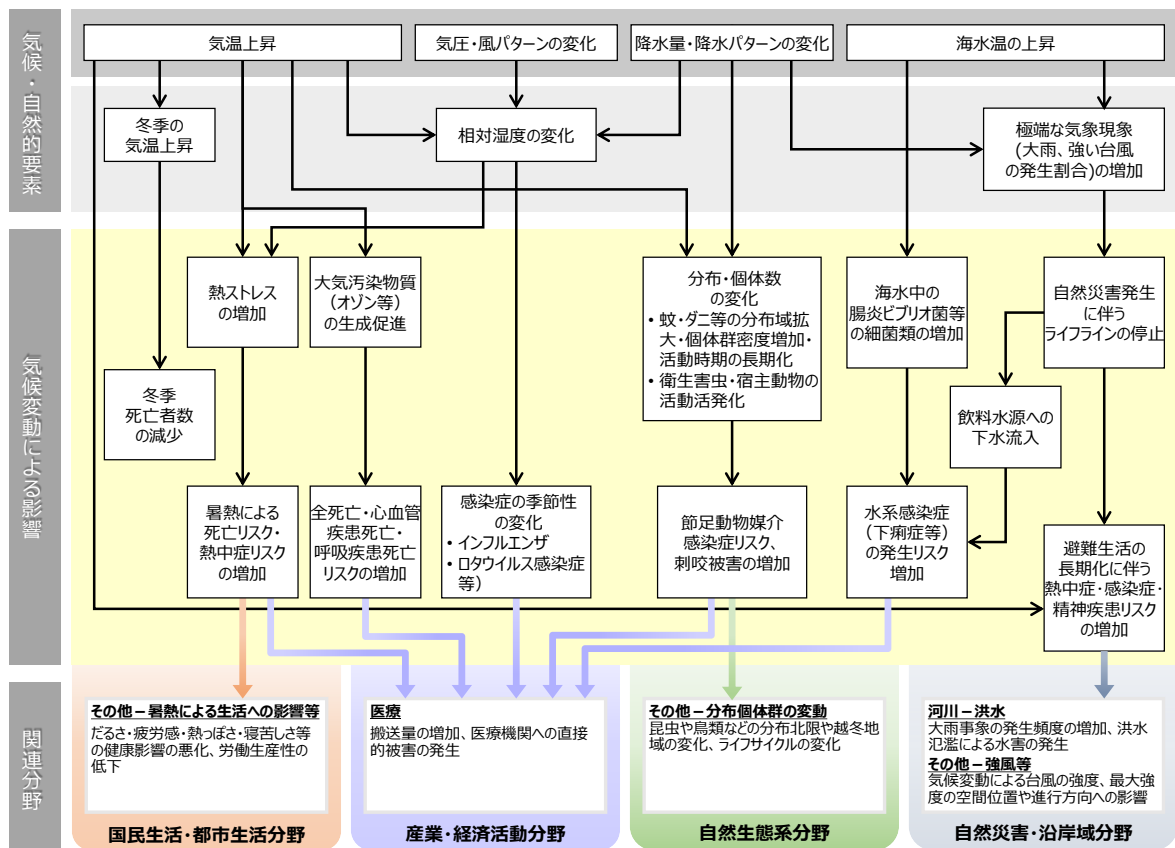 気候・自然的要素
気温上昇
気圧・風パターンの変化
降水量・降水パターンの変化
海水温の上昇
冬季の
気温上昇
相対湿度の変化
極端な気象現象
(大雨、強い台風
の発生割合)の増加
気候変動による影響
熱ストレス
の増加
大気汚染物質
(オゾン等)
の生成促進
分布・個体数
の変化
• 蚊・ダニ等の分布域拡
大・個体群密度増加・
活動時期の長期化
• 衛生害虫・宿主動物の
活動活発化
海水中の
腸炎ビブリオ菌等
の細菌類の増加
自然災害発生
に伴う
ライフラインの停止
冬季
死亡者数
の減少
飲料水源への
下水流入
暑熱による
死亡リスク・
熱中症リスク
の増加
全死亡・心血管
疾患死亡・
呼吸疾患死亡
リスクの増加
感染症の季節性
の変化
• インフルエンザ
• ロタウイルス感染症
等)
節足動物媒介
感染症リスク、
刺咬被害の増加
水系感染症
(下痢症等)
の発生リスク
増加
避難生活の
長期化に伴う
熱中症・感染症・
精神疾患リスク
の増加
関連分野
その他－暑熱による生活への影響等
だるさ・疲労感・熱っぽさ・寝苦しさ等
の健康影響の悪化、労働生産性の
低下
国民生活・都市生活分野
医療
搬送量の増加、医療機関への直接
的被害の発生
産業・経済活動分野
その他－分布個体群の変動
昆虫や鳥類などの分布北限や越冬地
域の変化、ライフサイクルの変化
自然生態系分野
河川－洪水
大雨事象の発生頻度の増加、洪水
氾濫による水害の発生
その他－強風等
気候変動による台風の強度、最大強
度の空間位置や進行方向への影響
自然災害・沿岸域分野